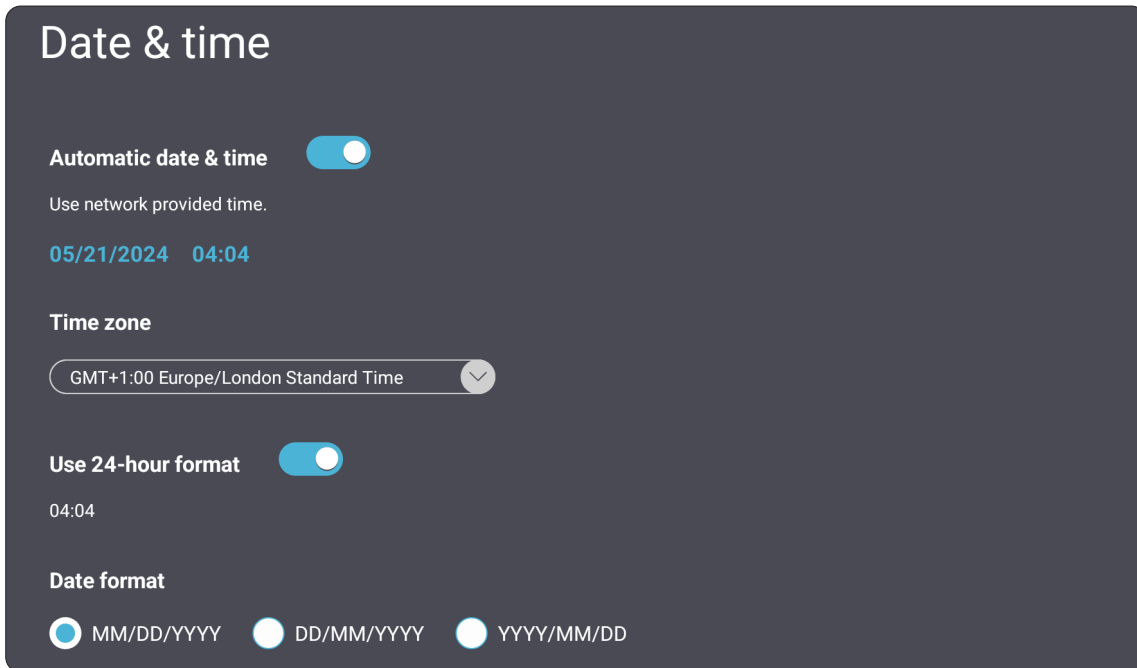 Date & time
Automatic date & time
Use network provided time.
05/21/2024 04:04
Time zone
GMT+1:00 Europe/London Standard Time
Use 24-hour format
04:04
Date format
MM/DD/YYYY DD/MM/YYYY YYYY/MM/DD